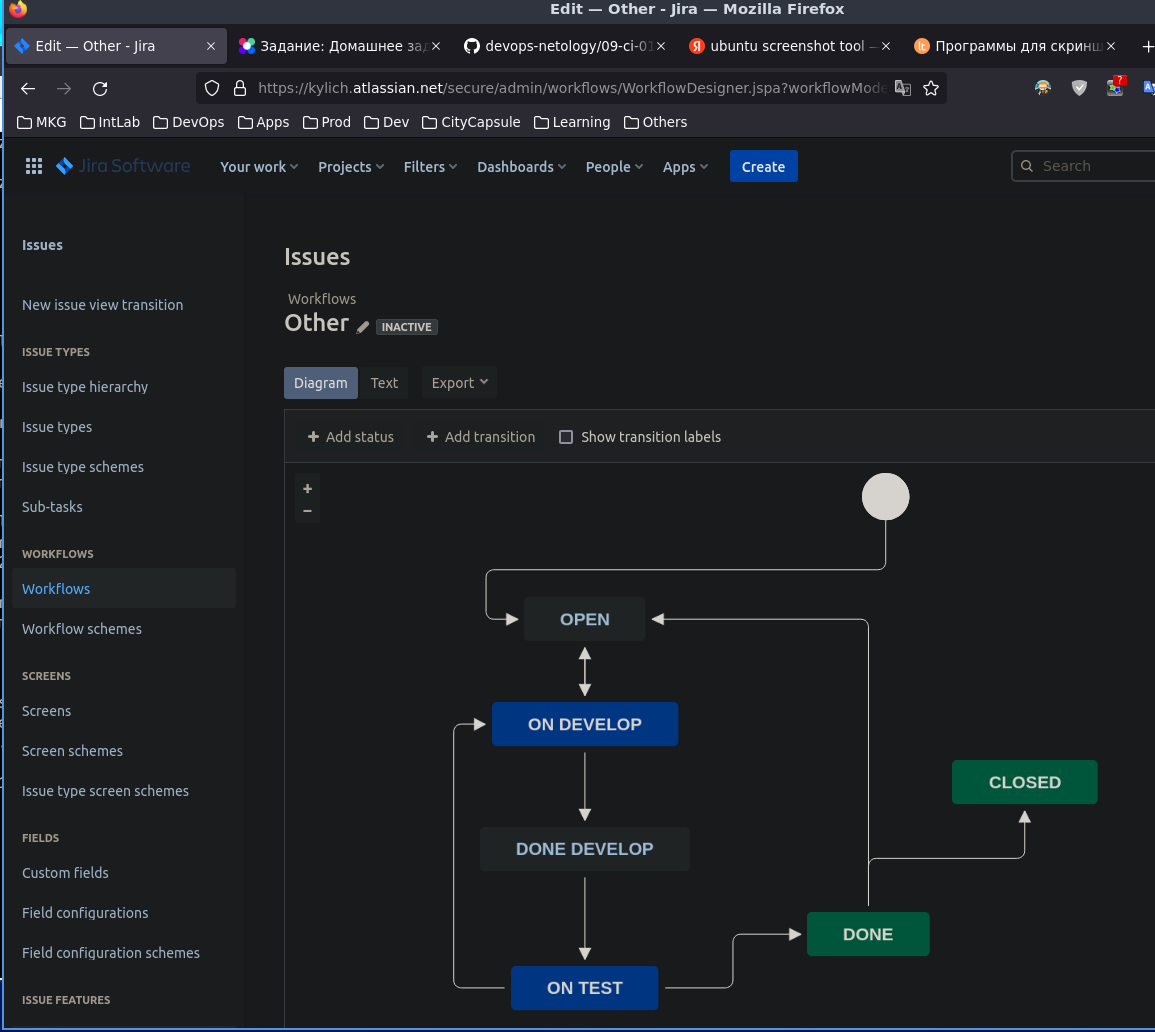 Edit — Other - Jira — Mozilla Firefox
Edit — Other - Jira
Задание: Домашнее зад
devops-netology/09-ci-01
ubuntu screenshot tool —
Программы для скринш
https://kylich.atlassian.net/secure/admin/workflows/WorkflowDesigner.jspa?workflowMode
MKG IntLab DevOps Apps Prod Dev CityCapsule Learning Others
Jira Software Your work Projects Filters Dashboards People Apps Create Search
Issues
New issue view transition
ISSUE TYPES
Issue type hierarchy
Issue types
Issue type schemes
Sub-tasks
WORKFLOWS
Workflows
Workflow schemes
SCREENS
Screens
Screen schemes
Issue type screen schemes
FIELDS
Custom fields
Field configurations
Field configuration schemes
ISSUE FEATURES
Issues
Workflows
Other INACTIVE
Diagram Text Export
+ Add status + Add transition Show transition labels
+
−
OPEN
ON DEVELOP
CLOSED
DONE DEVELOP
DONE
ON TEST